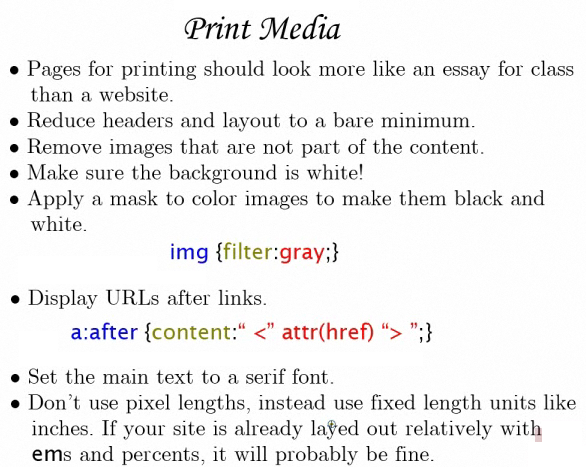 Print Media
• Pages for printing should look more like an essay for class
than a website.
• Reduce headers and layout to a bare minimum.
• Remove images that are not part of the content.
• Make sure the background is white!
• Apply a mask to color images to make them black and
white.
img {filter:gray;}
• Display URLs after links.
a:after {content:“ <” attr(href) “> ”;}
• Set the main text to a serif font.
• Don’t use pixel lengths, instead use fixed length units like
inches. If your site is already layed out relatively with
ems and percents, it will probably be fine.